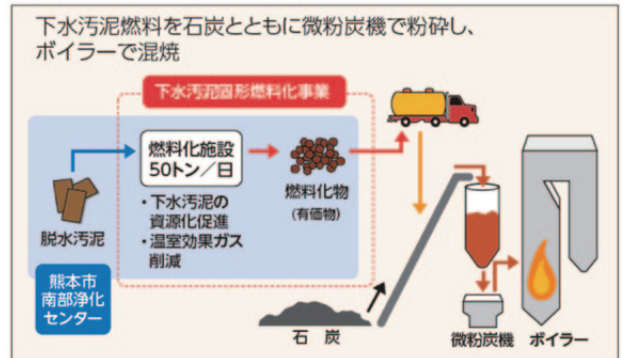 下水汚泥燃料を石炭とともに微粉炭機で粉砕し、
ボイラーで混焼
下水汚泥固形燃料化事業
燃料化施設
50トン／日
・下水汚泥の
資源化促進
・温室効果ガス
削減
燃料化物
(有価物)
脱水汚泥
熊本市
南部浄化
センター
石 炭
微粉炭機
ボイラー